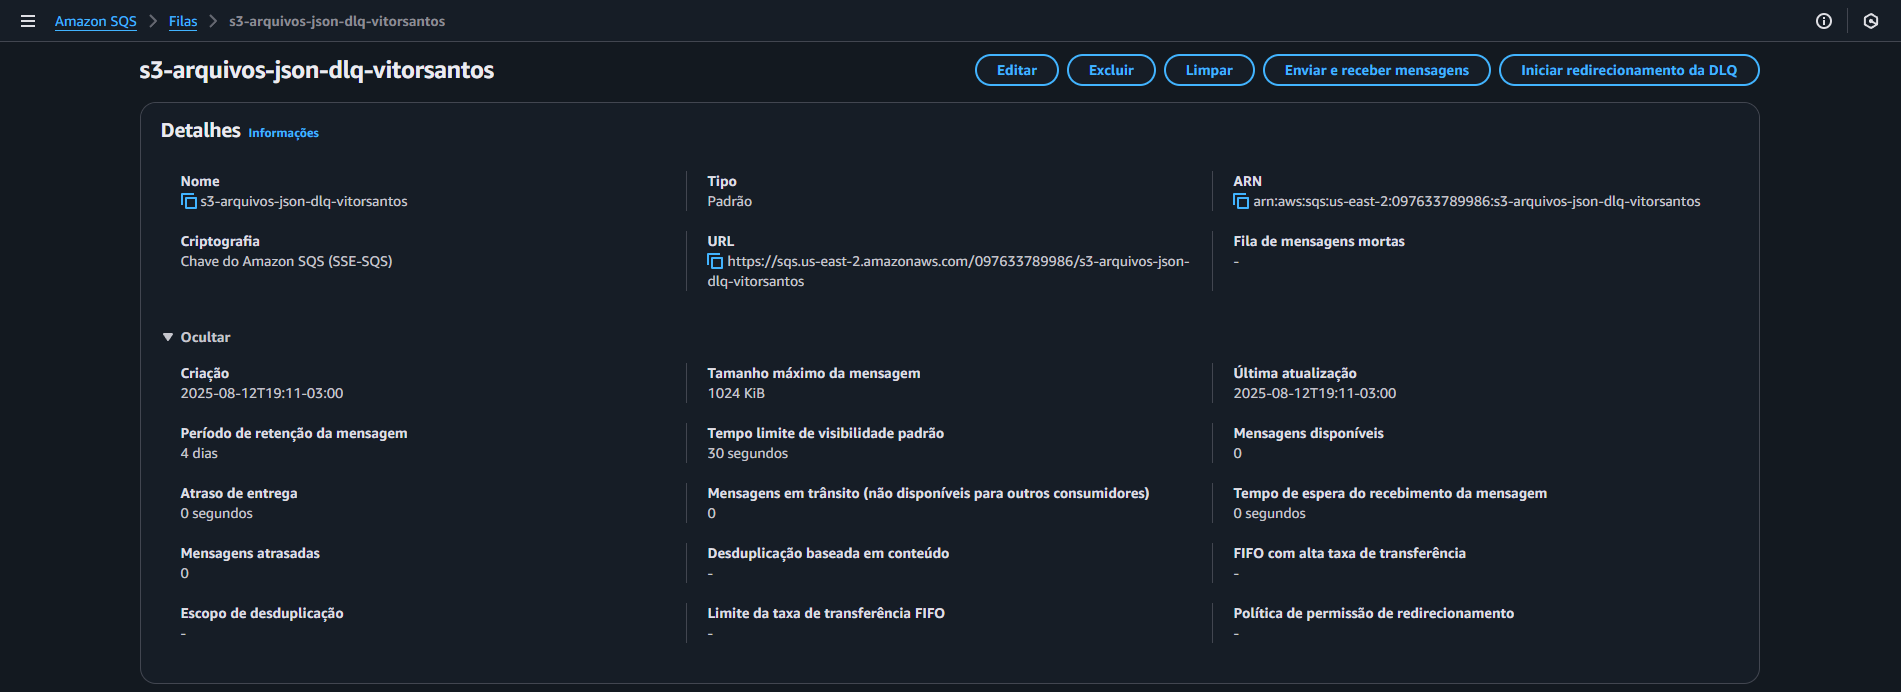 Amazon SQS > Filas > s3-arquivos-json-dlq-vitorsantos
s3-arquivos-json-dlq-vitorsantos
Editar
Excluir
Limpar
Enviar e receber mensagens
Iniciar redirecionamento da DLQ
Detalhes Informações
Nome
s3-arquivos-json-dlq-vitorsantos
Tipo
Padrão
ARN
arn:aws:sqs:us-east-2:097633789986:s3-arquivos-json-dlq-vitorsantos
Criptografia
Chave do Amazon SQS (SSE-SQS)
URL
https://sqs.us-east-2.amazonaws.com/097633789986/s3-arquivos-json-
dlq-vitorsantos
Fila de mensagens mortas
-
Ocultar
Criação
2025-08-12T19:11-03:00
Tamanho máximo da mensagem
1024 KiB
Última atualização
2025-08-12T19:11-03:00
Período de retenção da mensagem
4 dias
Tempo limite de visibilidade padrão
30 segundos
Mensagens disponíveis
0
Atraso de entrega
0 segundos
Mensagens em trânsito (não disponíveis para outros consumidores)
0
Tempo de espera do recebimento da mensagem
0 segundos
Mensagens atrasadas
0
Desduplicação baseada em conteúdo
-
FIFO com alta taxa de transferência
-
Escopo de desduplicação
-
Limite da taxa de transferência FIFO
-
Política de permissão de redirecionamento
-